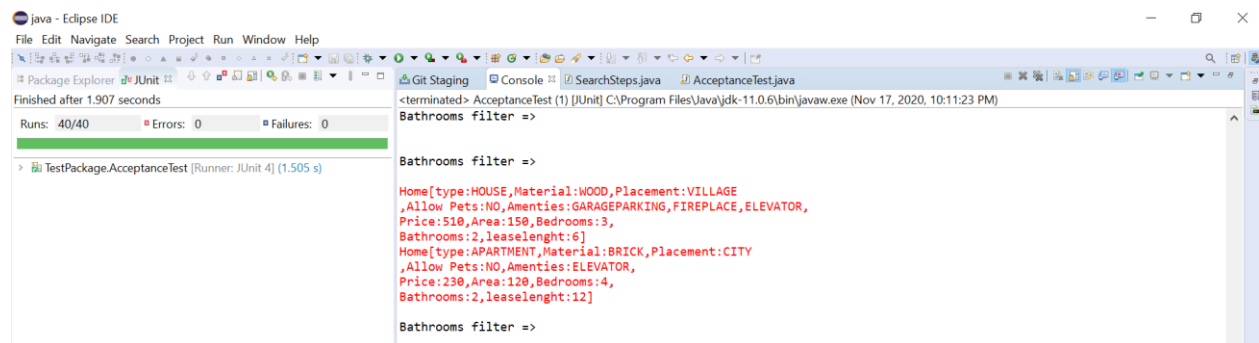 java - Eclipse IDE
File Edit Navigate Search Project Run Window Help
Package Explorer JUnit
Git Staging Console SearchSteps.java AcceptanceTest.java
Finished after 1.907 seconds
<terminated> AcceptanceTest (1) [JUnit] C:\Program Files\Java\jdk-11.0.6\bin\javaw.exe (Nov 17, 2020, 10:11:23 PM)
Runs: 40/40 Errors: 0 Failures: 0
TestPackage.AcceptanceTest [Runner: JUnit 4] (1.505 s)
Bathrooms filter =>
Bathrooms filter =>
Home[type:HOUSE,Material:WOOD,Placement:VILLAGE
,Allow Pets:NO,Amenties:GARAGEPARKING,FIREPLACE,ELEVATOR,
Price:510,Area:150,Bedrooms:3,
Bathrooms:2,leaselenght:6]
Home[type:APARTMENT,Material:BRICK,Placement:CITY
,Allow Pets:NO,Amenties:ELEVATOR,
Price:230,Area:120,Bedrooms:4,
Bathrooms:2,leaselenght:12]
Bathrooms filter =>